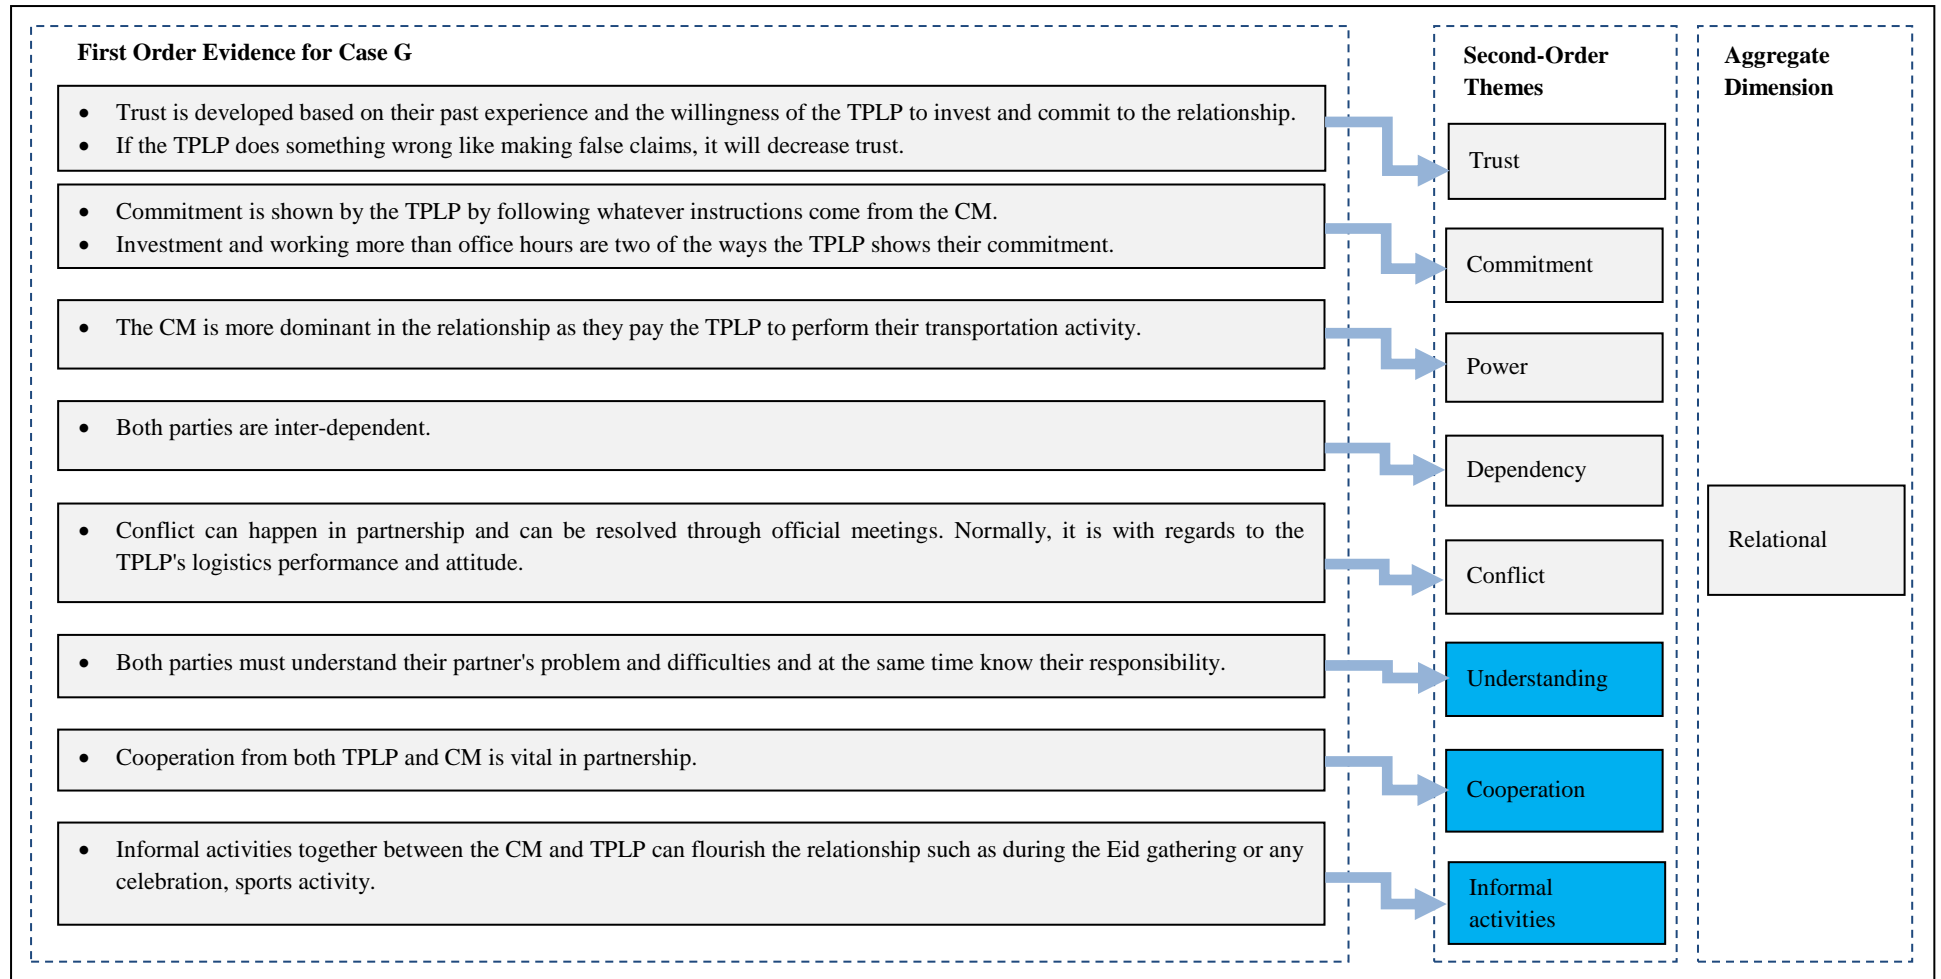 First Order Evidence for Case G
• Trust is developed based on their past experience and the willingness of the TPLP to invest and commit to the relationship.
• If the TPLP does something wrong like making false claims, it will decrease trust.
• Commitment is shown by the TPLP by following whatever instructions come from the CM.
• Investment and working more than office hours are two of the ways the TPLP shows their commitment.
• The CM is more dominant in the relationship as they pay the TPLP to perform their transportation activity.
• Both parties are inter-dependent.
• Conflict can happen in partnership and can be resolved through official meetings. Normally, it is with regards to the
TPLP's logistics performance and attitude.
• Both parties must understand their partner's problem and difficulties and at the same time know their responsibility.
• Cooperation from both TPLP and CM is vital in partnership.
• Informal activities together between the CM and TPLP can flourish the relationship such as during the Eid gathering or any
celebration, sports activity.
Second-Order
Themes
Trust
Commitment
Power
Dependency
Conflict
Understanding
Cooperation
Informal
activities
Aggregate
Dimension
Relational